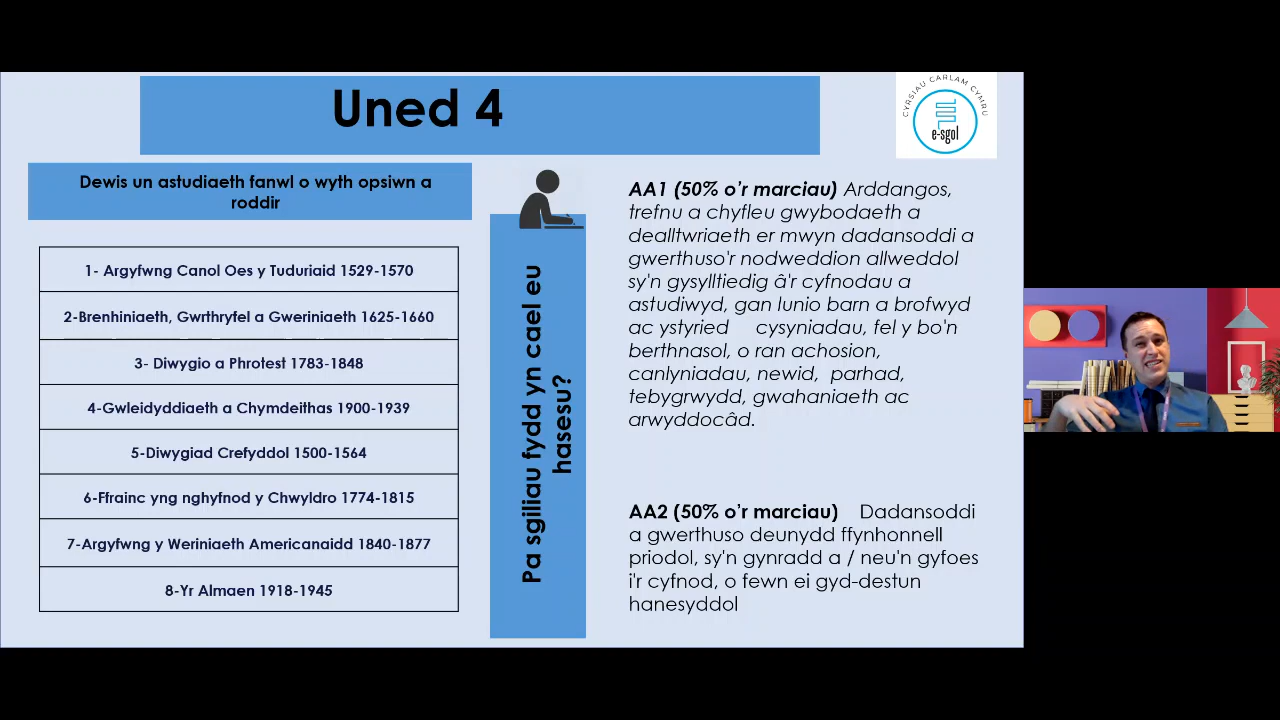 Uned 4
CYRSIAU CARLAM CYMRU
e-sgol
Dewis un astudiaeth fanwl o wyth opsiwn a
roddir
1- Argyfwng Canol Oes y Tuduriaid 1529-1570
2-Brenhiniaeth, Gwrthryfel a Gweriniaeth 1625-1660
3- Diwygio a Phrotest 1783-1848
4-Gwleidyddiaeth a Chymdeithas 1900-1939
5-Diwygiad Crefyddol 1500-1564
6-Ffrainc yng nghyfnod y Chwyldro 1774-1815
7-Argyfwng y Weriniaeth Americanaidd 1840-1877
8-Yr Almaen 1918-1945
Pa sgiliau fydd yn cael eu
hasesu?
AA1 (50% o'r marciau) Arddangos,
trefnu a chyfleu gwybodaeth a
dealltwriaeth er mwyn dadansoddi a
gwerthuso'r nodweddion allweddol
sy'n gysylltiedig â'r cyfnodau a
astudiwyd, gan lunio barn a brofwyd
ac ystyried cysyniadau, fel y bo'n
berthnasol, o ran achosion,
canlyniadau, newid, parhad,
tebygrwydd, gwahaniaeth ac
arwyddocâd.
AA2 (50% o'r marciau) Dadansoddi
a gwerthuso deunydd ffynhonnell
priodol, sy'n gynradd a / neu'n gyfoes
i'r cyfnod, o fewn ei gyd-destun
hanesyddol